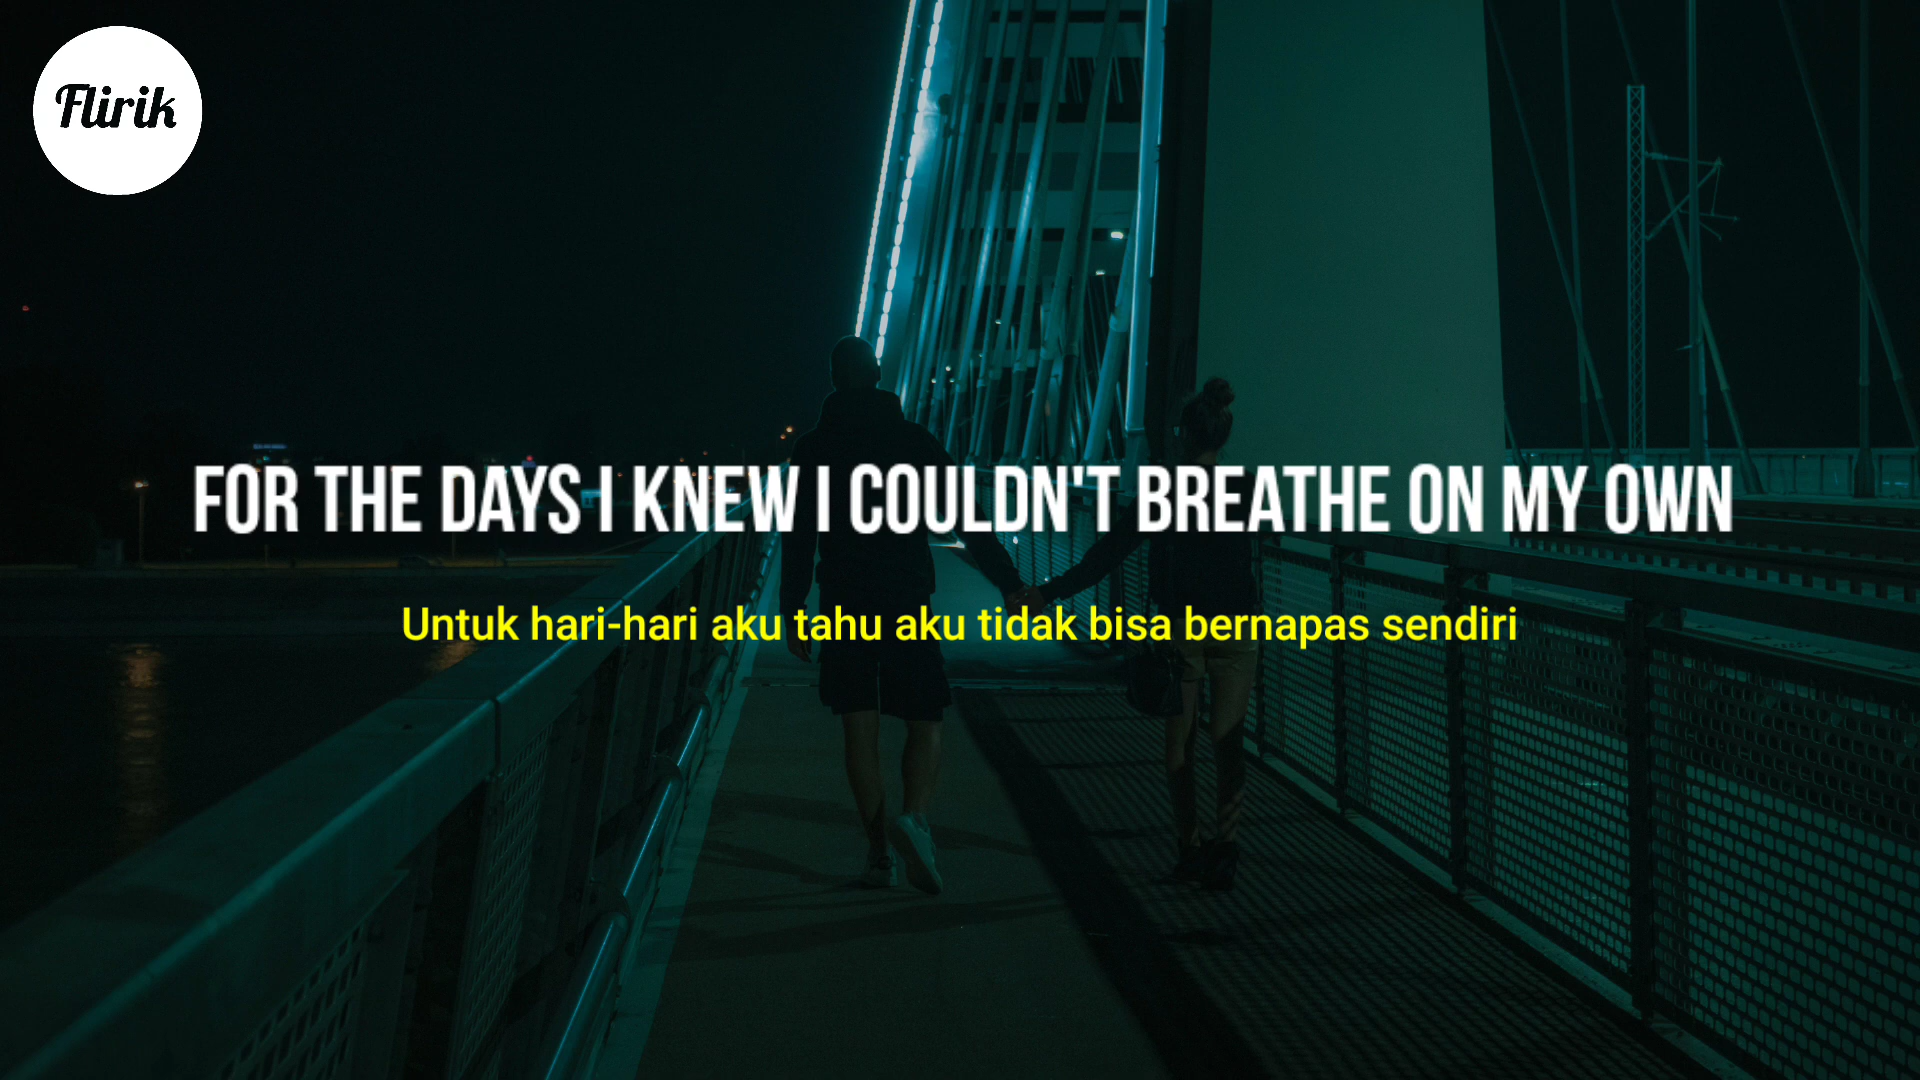 Flirik
FOR THE DAYS I KNEW I COULDN'T BREATHE ON MY OWN
Untuk hari-hari aku tahu aku tidak bisa bernapas sendiri